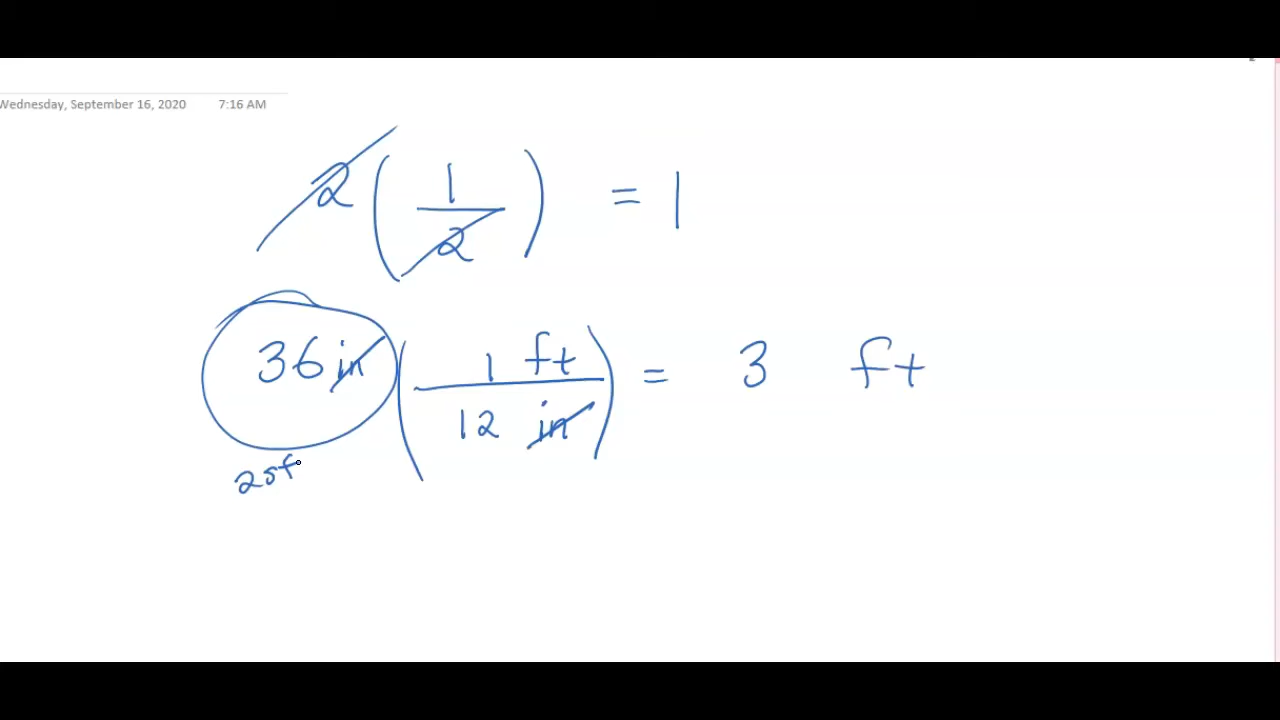 Wednesday, September 16, 2020 7:16 AM
2 ( 1 / 2 ) = 1
36 in ( 1 ft / 12 in ) = 3 ft
2sf